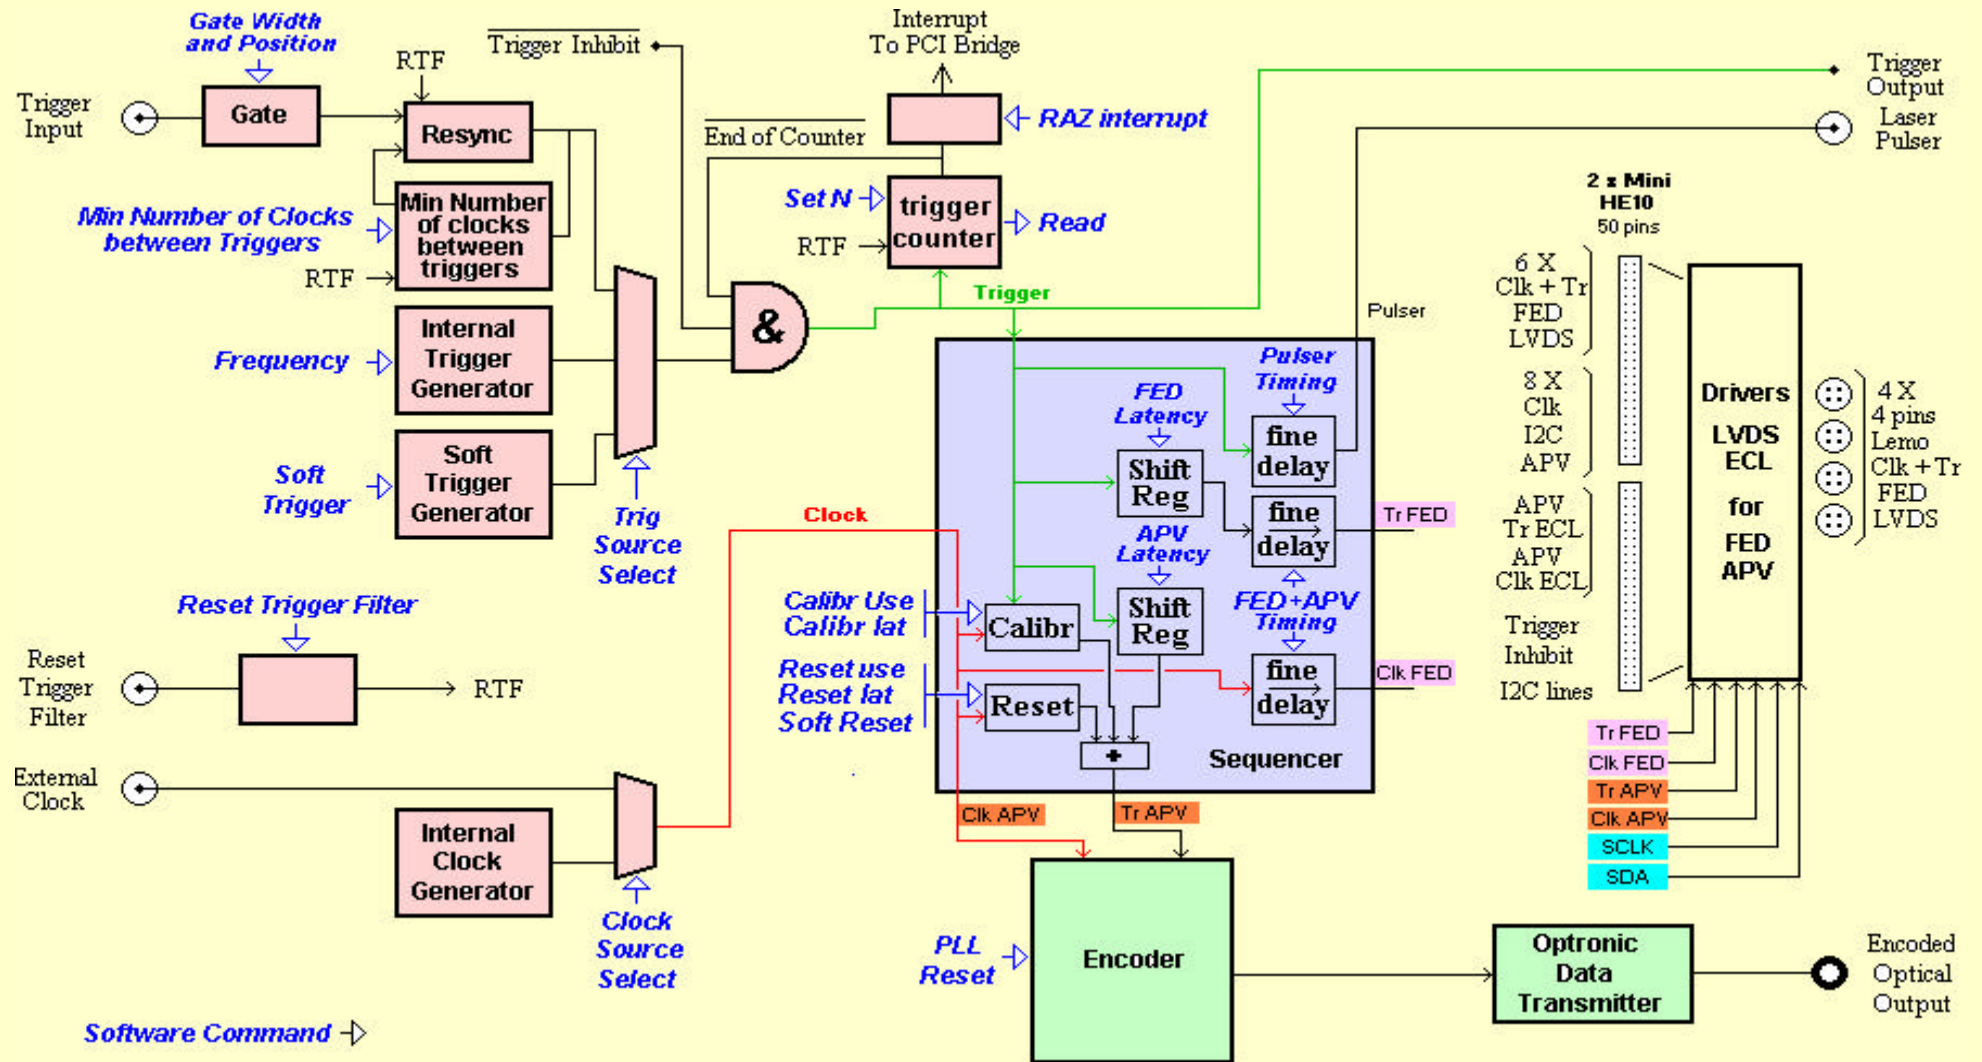 Gate Width
and Position
Trigger
Input
Gate
RTF
Resync
Trigger Inhibit
Interrupt
To PCI Bridge
RAZ interrupt
End of Counter
Trigger
Output
Laser
Pulser
Min Number of Clocks
between Triggers
Min Number
of clocks
between
triggers
RTF
Set N
trigger
counter
Read
RTF
Trigger
&
Frequency
Internal
Trigger
Generator
Soft
Trigger
Soft
Trigger
Generator
Trig
Source
Select
Pulser
Pulser
Timing
FED
Latency
fine
delay
Shift
Reg
fine
delay
Tr FED
APV
Latency
Shift
Reg
FED+APV
Timing
fine
delay
Clk FED
Clock
Calibr Use
Calibr lat
Calibr
Reset use
Reset lat
Soft Reset
Reset
+
Sequencer
Reset Trigger Filter
Reset
Trigger
Filter
RTF
External
Clock
Internal
Clock
Generator
Clock
Source
Select
Clk APV
Tr APV
PLL
Reset
Encoder
Optronic
Data
Transmitter
Encoded
Optical
Output
2 x Mini
HE10
50 pins
6 X
Clk + Tr
FED
LVDS
8 X
Clk
I2C
APV
APV
Tr ECL
APV
Clk ECL
Trigger
Inhibit
I2C lines
Drivers
LVDS
ECL
for
FED
APV
4 X
4 pins
Lemo
Clk + Tr
FED
LVDS
Tr FED
Clk FED
Tr APV
Clk APV
SCLK
SDA
Software Command